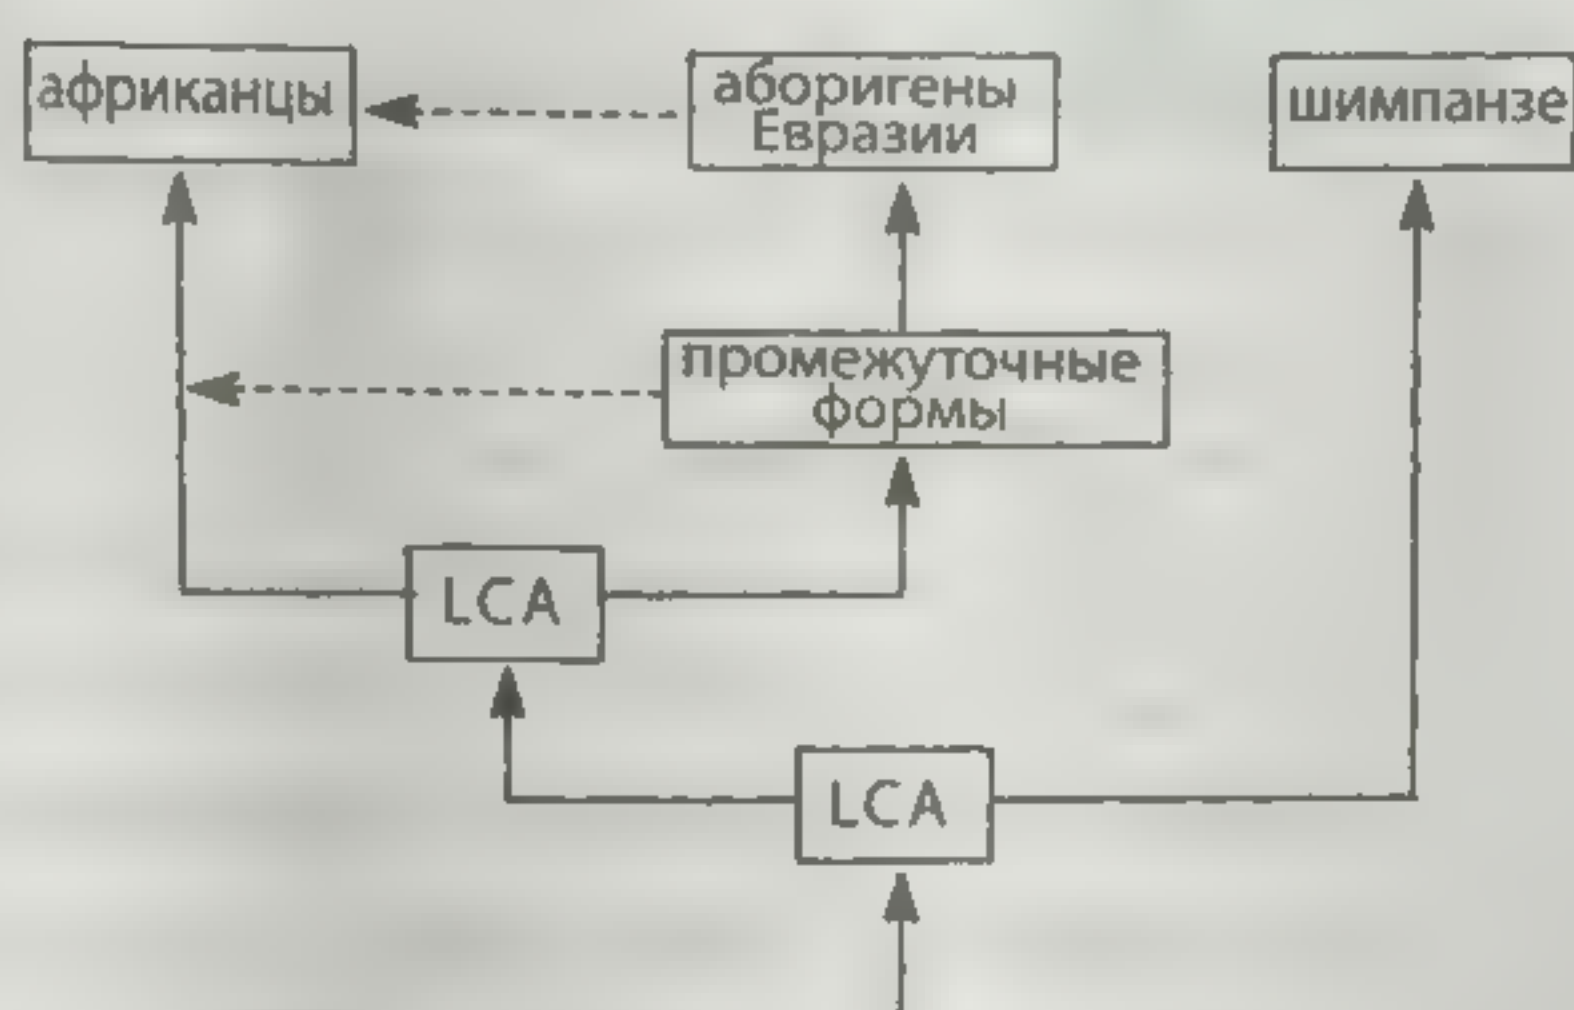 африканцы
аборигены
Евразии
шимпанзе
промежуточные
формы
LCA
LCA